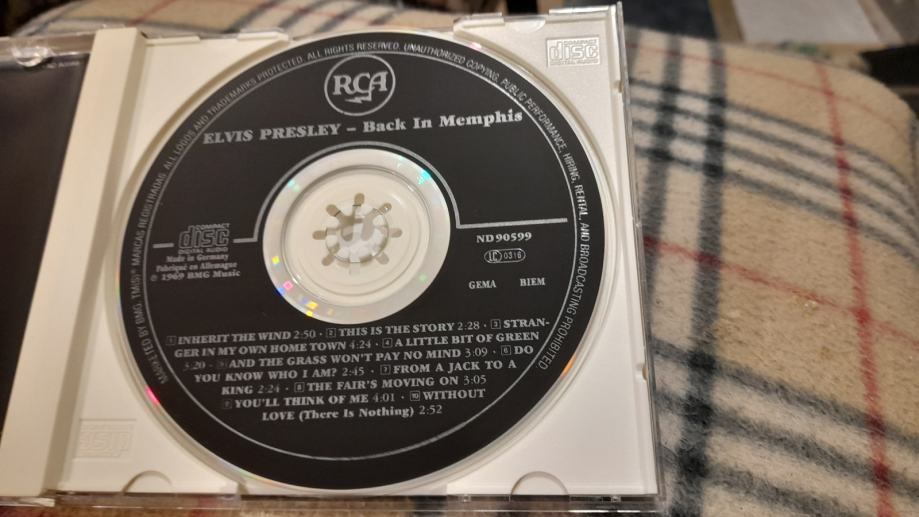 MARKETED BY BMG. TM(S)® MARCAS REGISTRADAS. ALL LOGOS AND TRADEMARKS PROTECTED. ALL RIGHTS RESERVED. UNAUTHORIZED COPYING, PUBLIC PERFORMANCE, HIRING, RENTAL, AND BROADCASTING PROHIBITED.
RCA
ELVIS PRESLEY – Back In Memphis
COMPACT
disc
DIGITAL AUDIO
COMPACT
disc
DIGITAL AUDIO
Made in Germany
Fabriqué en Allemagne
℗ 1969 BMG Music
ND 90599
LC 0316
GEMA BIEM
1 INHERIT THE WIND 2:50 · 2 THIS IS THE STORY 2:28 · 3 STRAN-
GER IN MY OWN HOME TOWN 4:24 · 4 A LITTLE BIT OF GREEN
3:20 · 5 AND THE GRASS WON'T PAY NO MIND 3:09 · 6 DO
YOU KNOW WHO I AM? 2:45 · 7 FROM A JACK TO A
KING 2:24 · 8 THE FAIR'S MOVING ON 3:05
9 YOU'LL THINK OF ME 4:01 · 10 WITHOUT
LOVE (There Is Nothing) 2:52